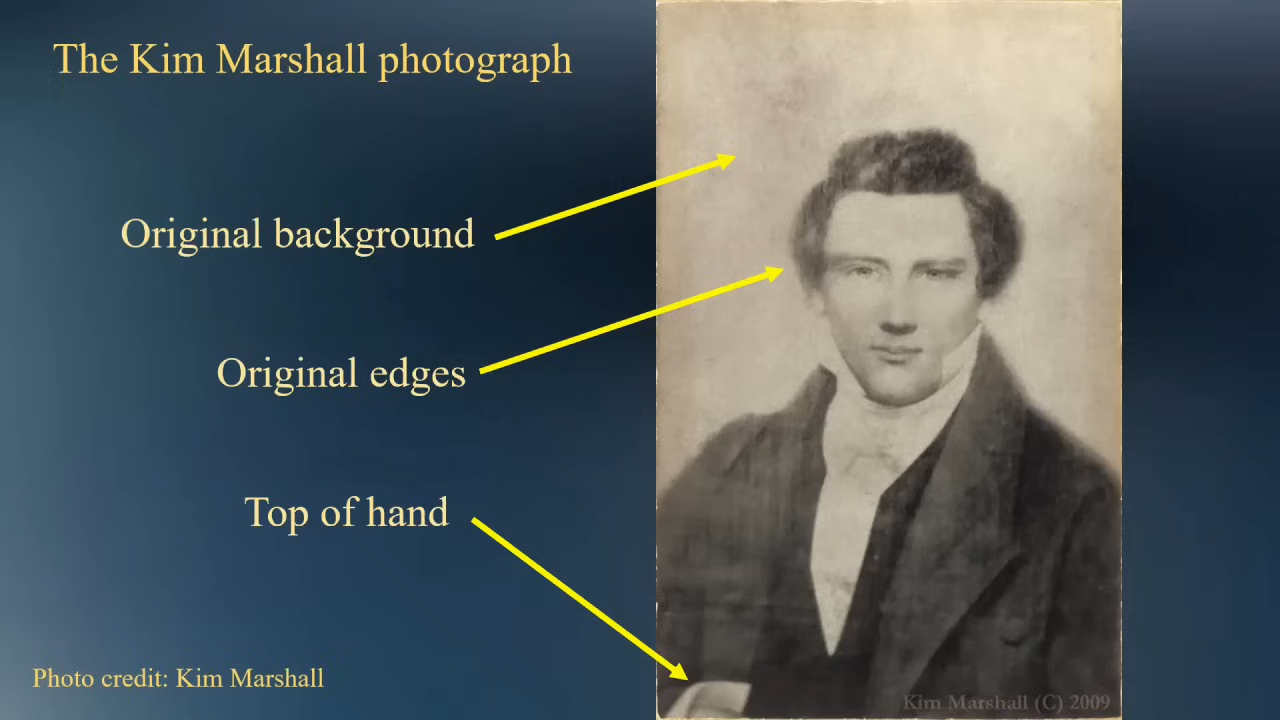 The Kim Marshall photograph
Original background
Original edges
Top of hand
Photo credit: Kim Marshall
Kim Marshall (C) 2009